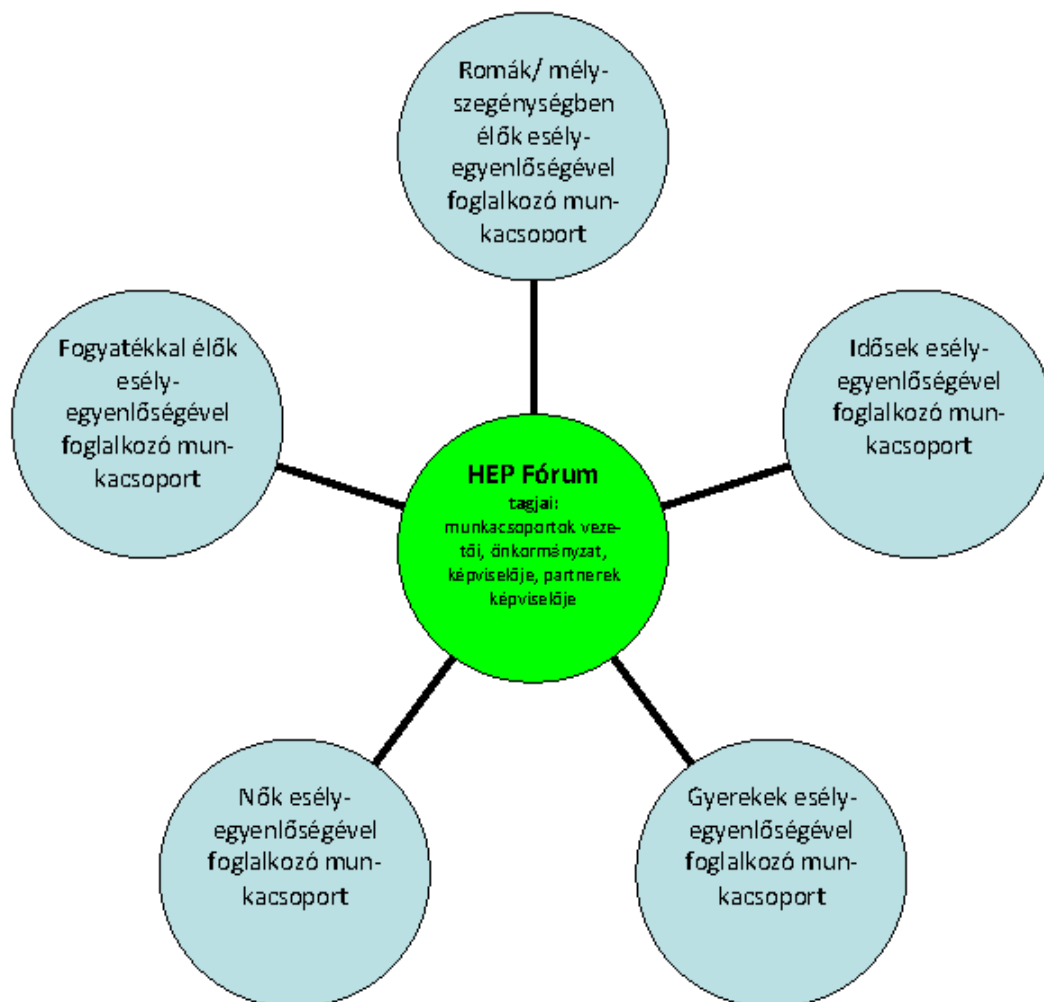 Romák/ mély-
szegénységben
élők esély-
egyenlőségével
foglalkozó mun-
kacsoport
Fogyatékkal élők
esély-
egyenlőségével
foglalkozó mun-
kacsoport
Idősek esély-
egyenlőségével
foglalkozó mun-
kacsoport
HEP Fórum
tagjai:
munkacsoportok veze-
tői, önkormányzat,
képviselője, partnerek
képviselője
Nők esély-
egyenlőségével
foglalkozó mun-
kacsoport
Gyerekek esély-
egyenlőségével
foglalkozó mun-
kacsoport